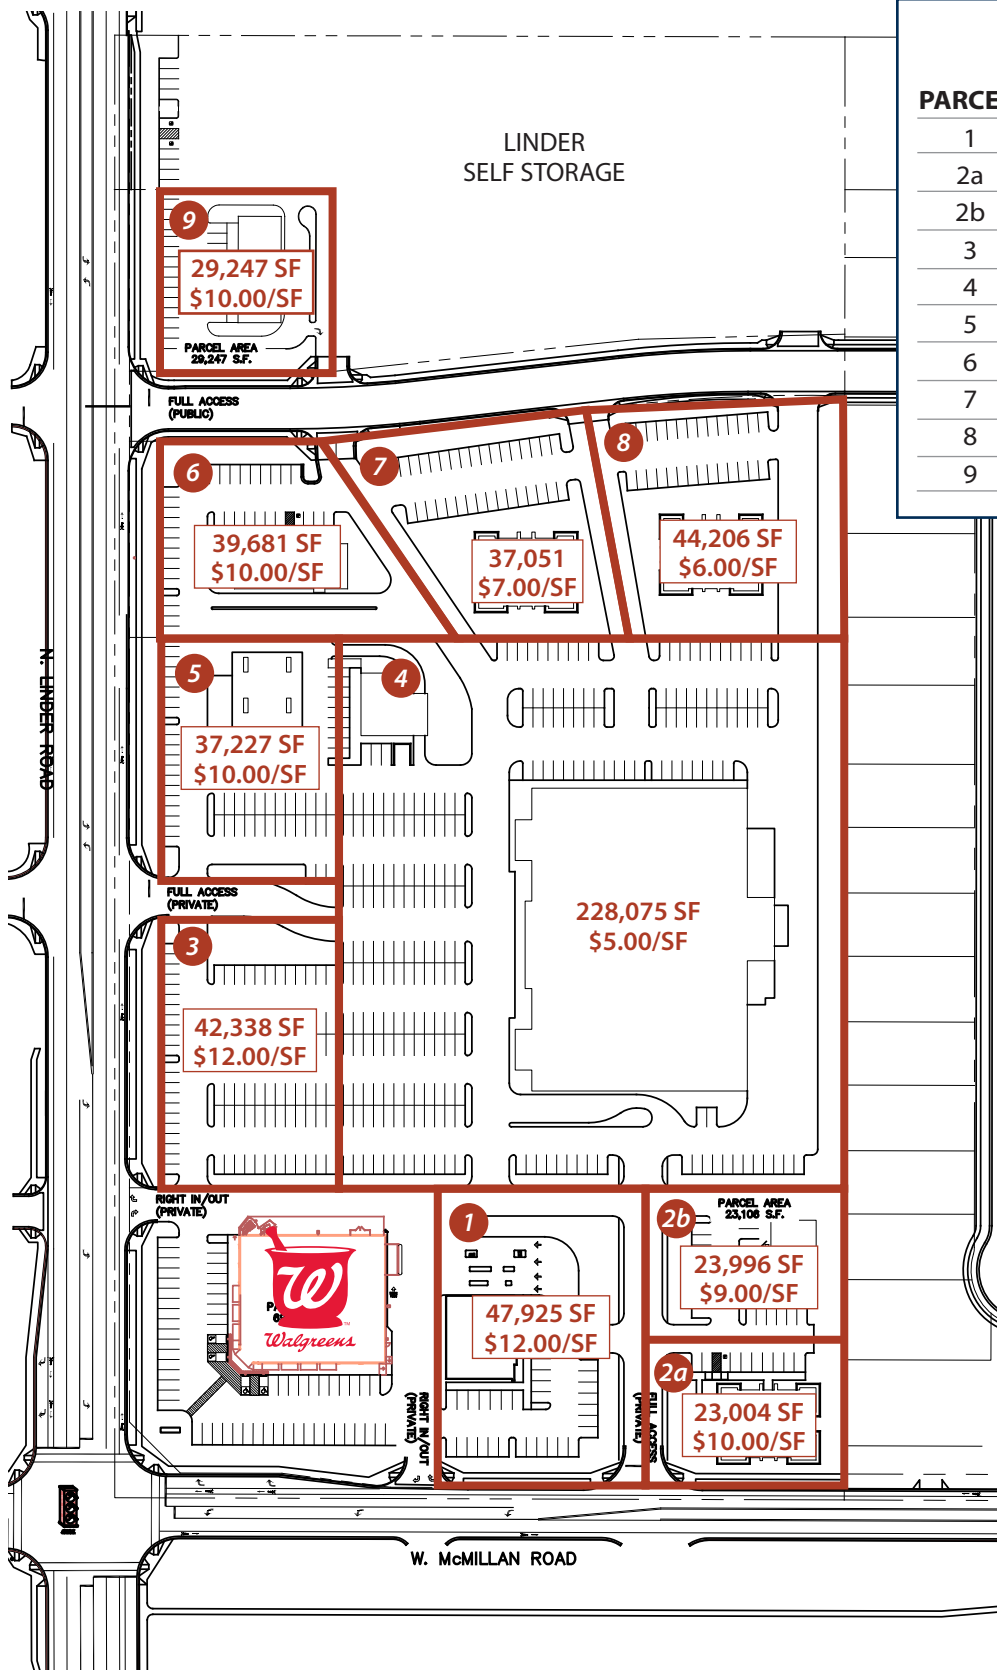 PARCE
1
2a
2b
3
4
5
6
7
8
9
LINDER
SELF STORAGE
9
29,247 SF
$10.00/SF
PARCEL AREA
29,247 S.F.
FULL ACCESS
(PUBLIC)
6
39,681 SF
$10.00/SF
7
37,051
$7.00/SF
8
44,206 SF
$6.00/SF
N. LINDER ROAD
5
37,227 SF
$10.00/SF
4
228,075 SF
$5.00/SF
FULL ACCESS
(PRIVATE)
3
42,338 SF
$12.00/SF
RIGHT IN/OUT
(PRIVATE)
W
Walgreens
RIGHT IN/OUT
(PRIVATE)
1
47,925 SF
$12.00/SF
2b
PARCEL AREA
23,108 S.F.
23,996 SF
$9.00/SF
2a
23,004 SF
$10.00/SF
FULL ACCESS
(PRIVATE)
W. McMILLAN ROAD